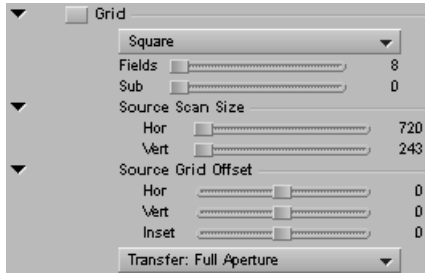 Grid
Square
Fields 8
Sub 0
Source Scan Size
Hor 720
Vert 243
Source Grid Offset
Hor 0
Vert 0
Inset 0
Transfer: Full Aperture